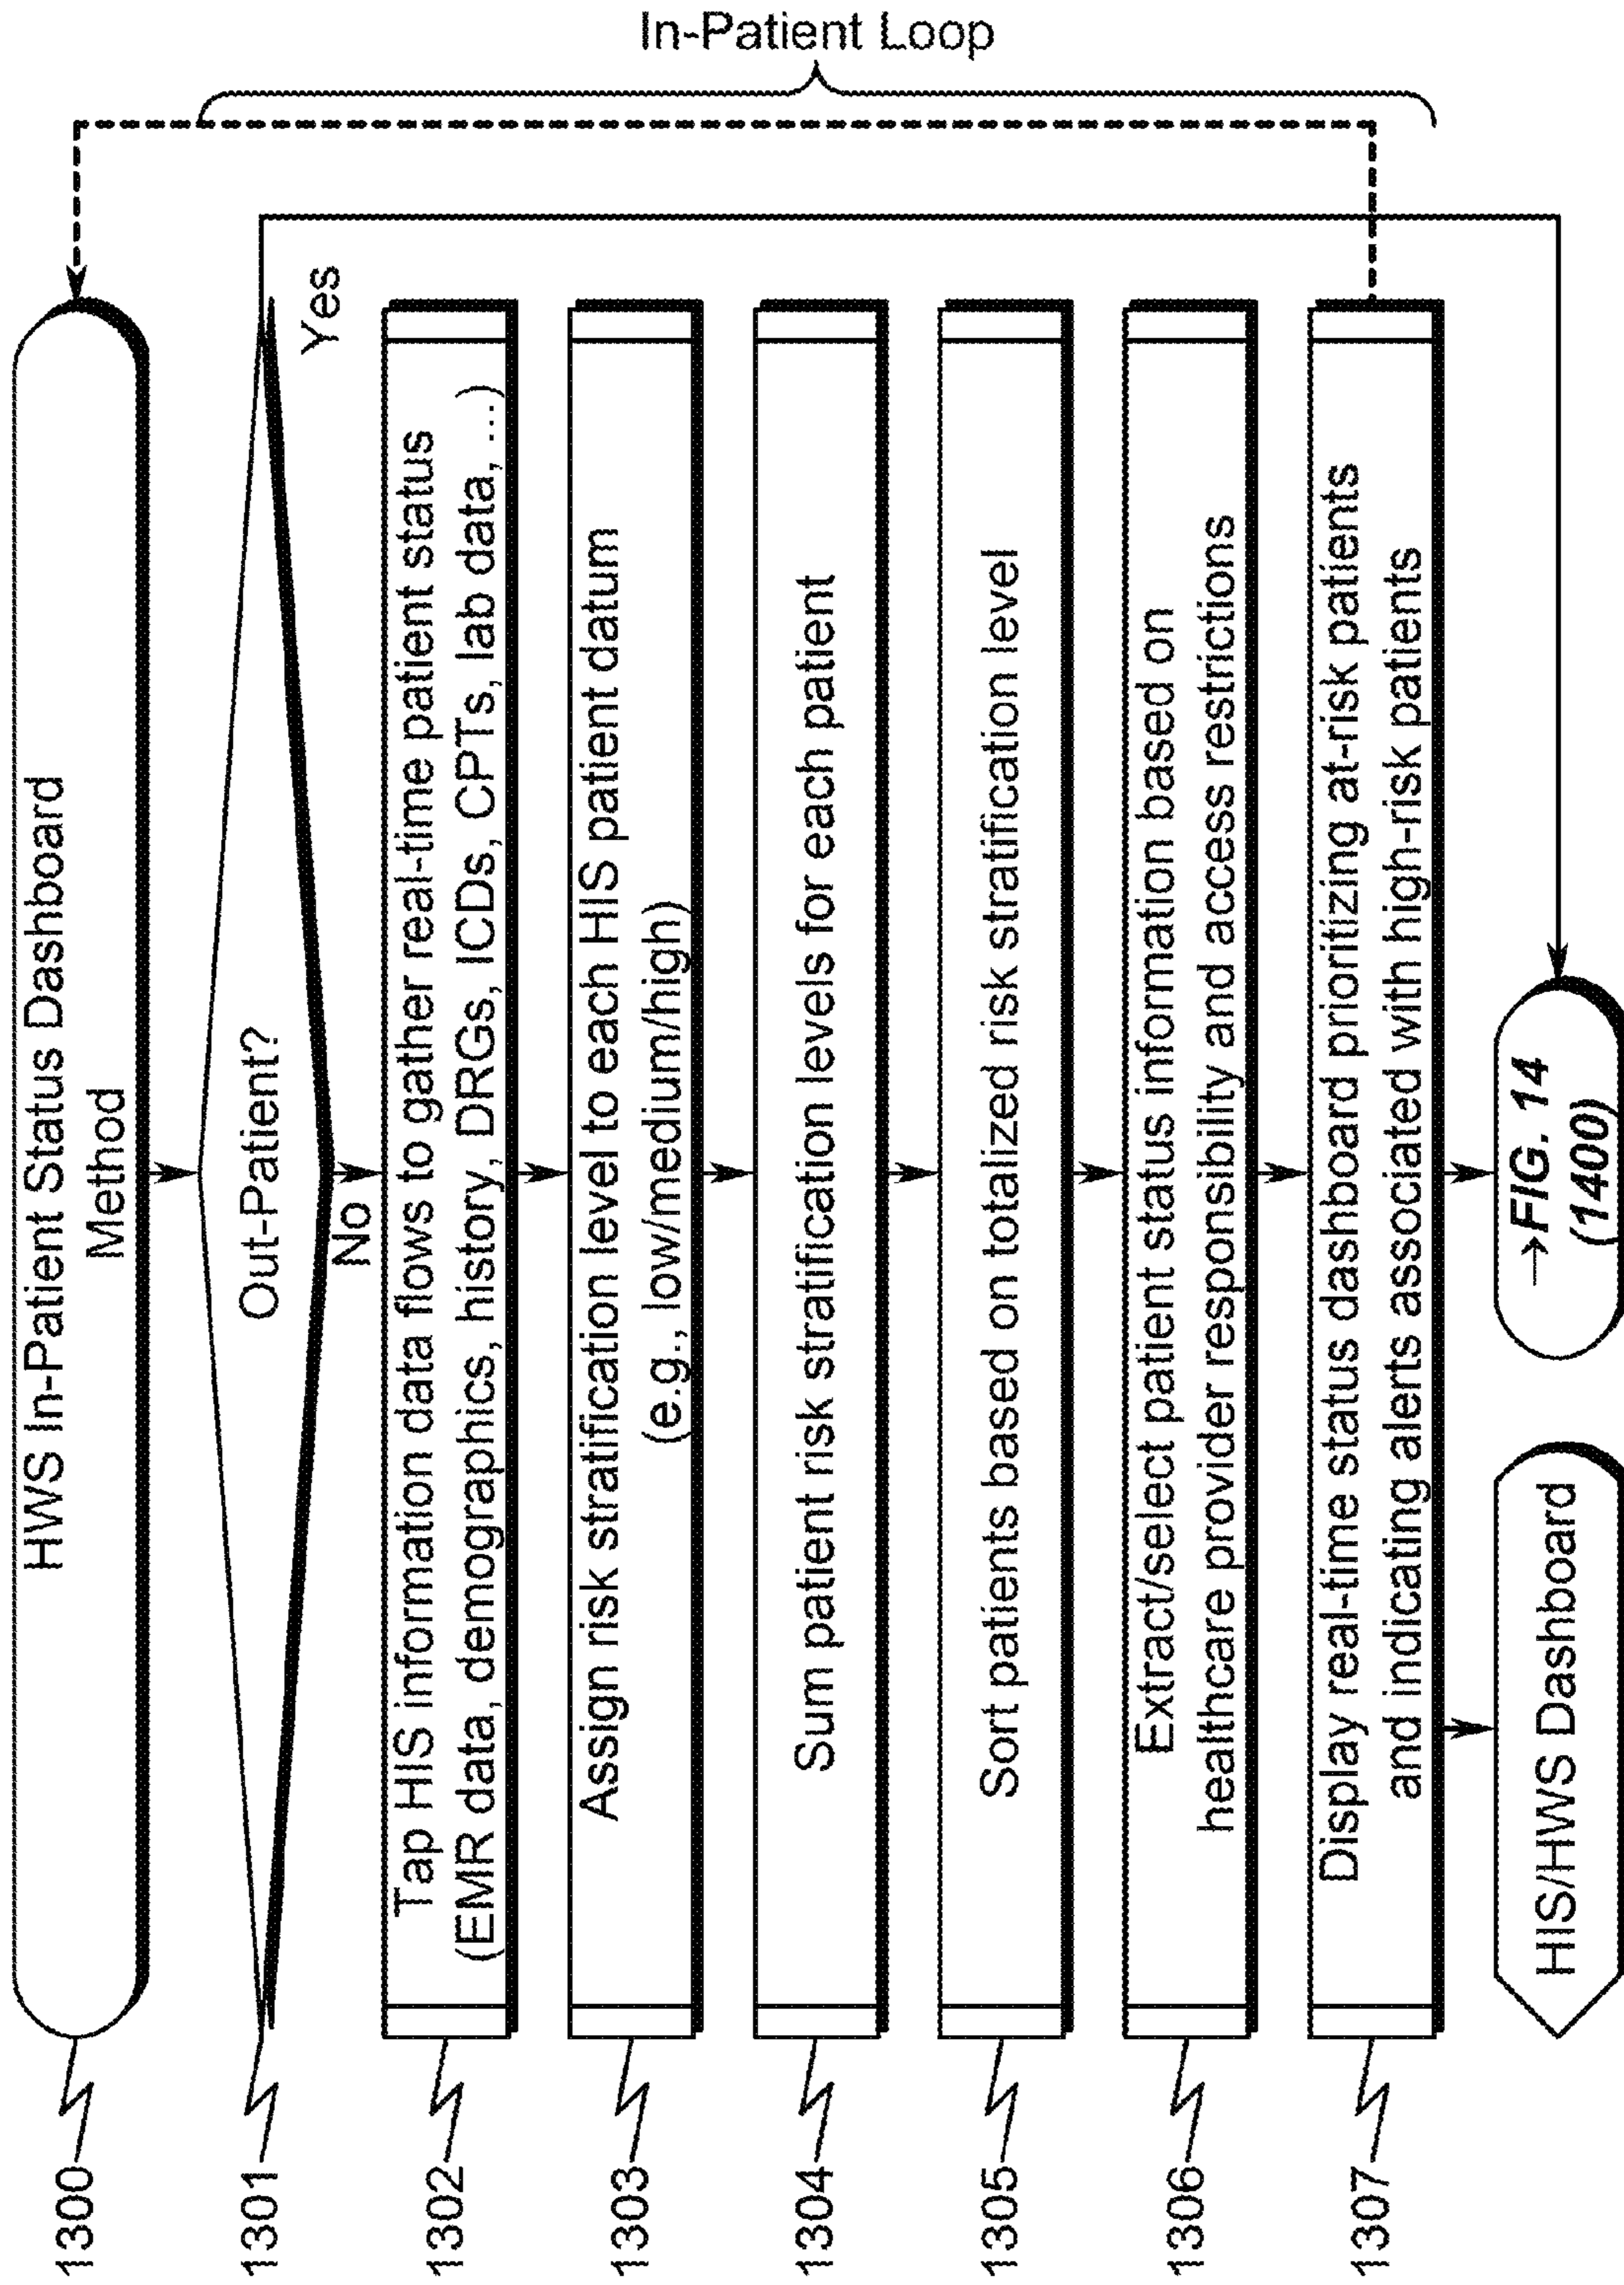 HWS In-Patient Status Dashboard
Method
1300
In-Patient Loop
Out-Patient?
Yes
No
1301
Tap HIS information data flows to gather real-time patient status
(EMR data, demographics, history, DRGs, ICDs, CPTs, lab data, ...)
1302
Assign risk stratification level to each HIS patient datum
(e.g., low/medium/high)
1303
Sum patient risk stratification levels for each patient
1304
Sort patients based on totalized risk stratification level
1305
Extract/select patient status information based on
healthcare provider responsibility and access restrictions
1306
Display real-time status dashboard prioritizing at-risk patients
and indicating alerts associated with high-risk patients
1307
HIS/HWS Dashboard
→FIG. 14
(1400)